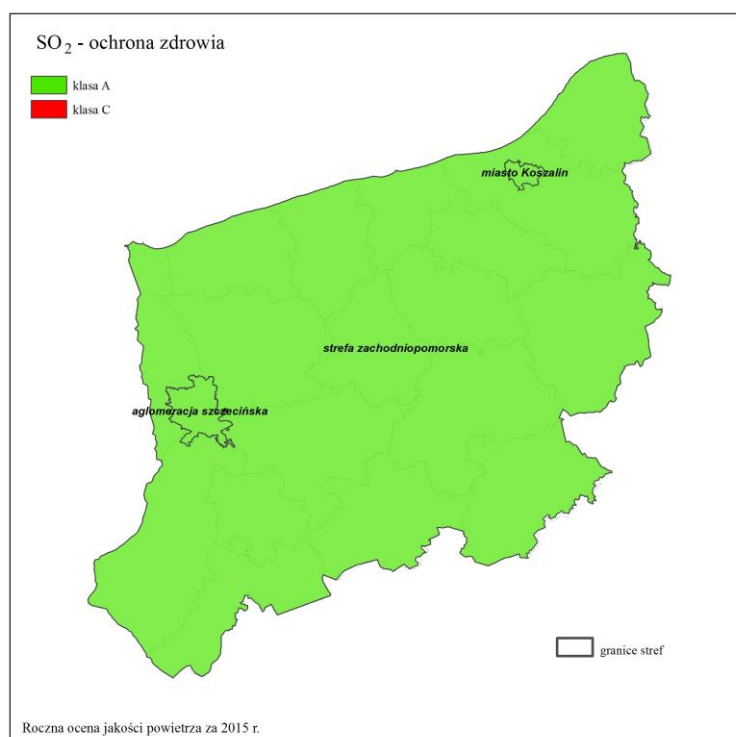 SO₂ - ochrona zdrowia
klasa A
klasa C
miasto Koszalin
strefa zachodniopomorska
aglomeracja szczecińska
granice stref
Roczna ocena jakości powietrza za 2015 r.